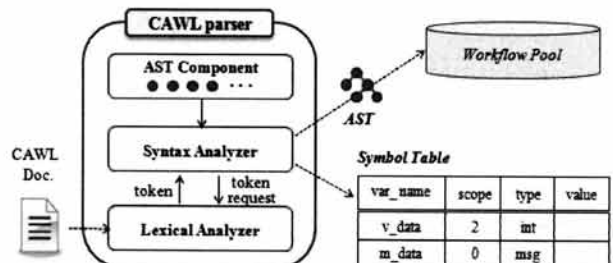 CAWL parser
AST Component
...
Workflow Pool
AST
CAWL
Doc.
Syntax Analyzer
token
token
request
Lexical Analyzer
Symbol Table
var_name scope type value
v_data 2 int
m_data 0 msg